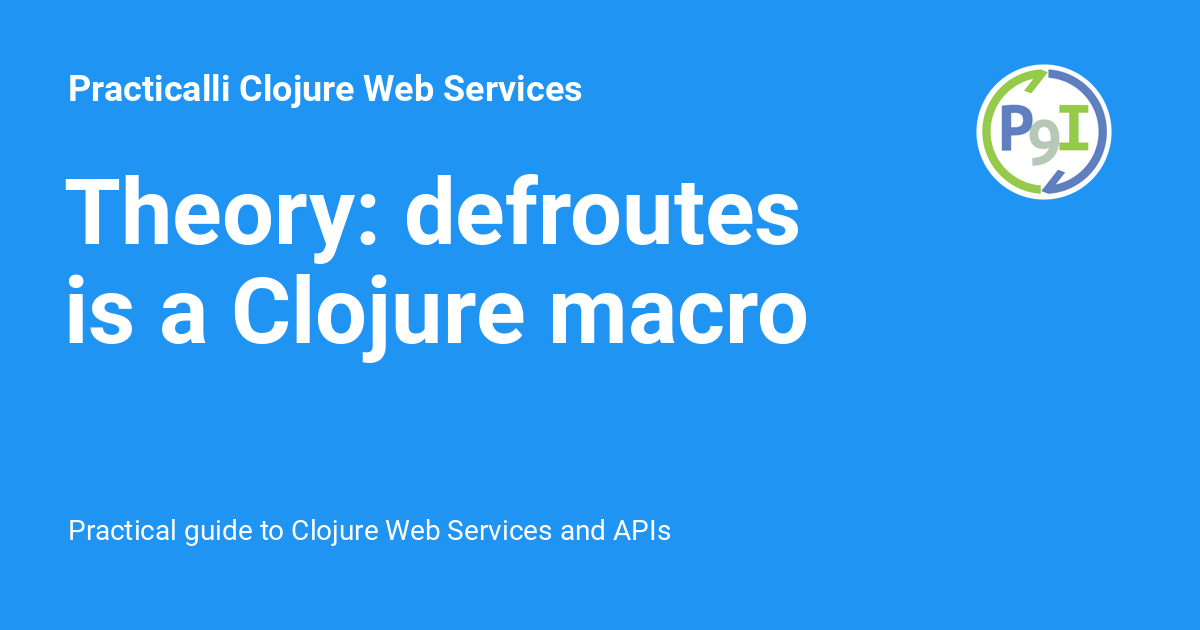 Practicalli Clojure Web Services
P9I
Theory: defroutes
is a Clojure macro
Practical guide to Clojure Web Services and APIs